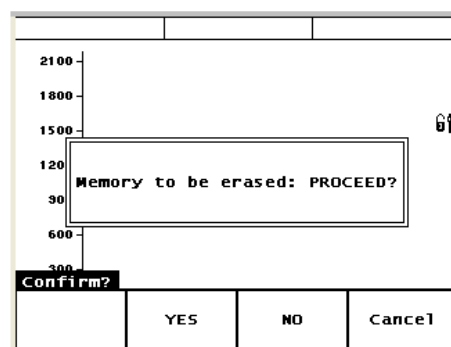 2100
1800
1500
120
Memory to be erased: PROCEED?
90
600
300
Confirm?
YES NO Cancel